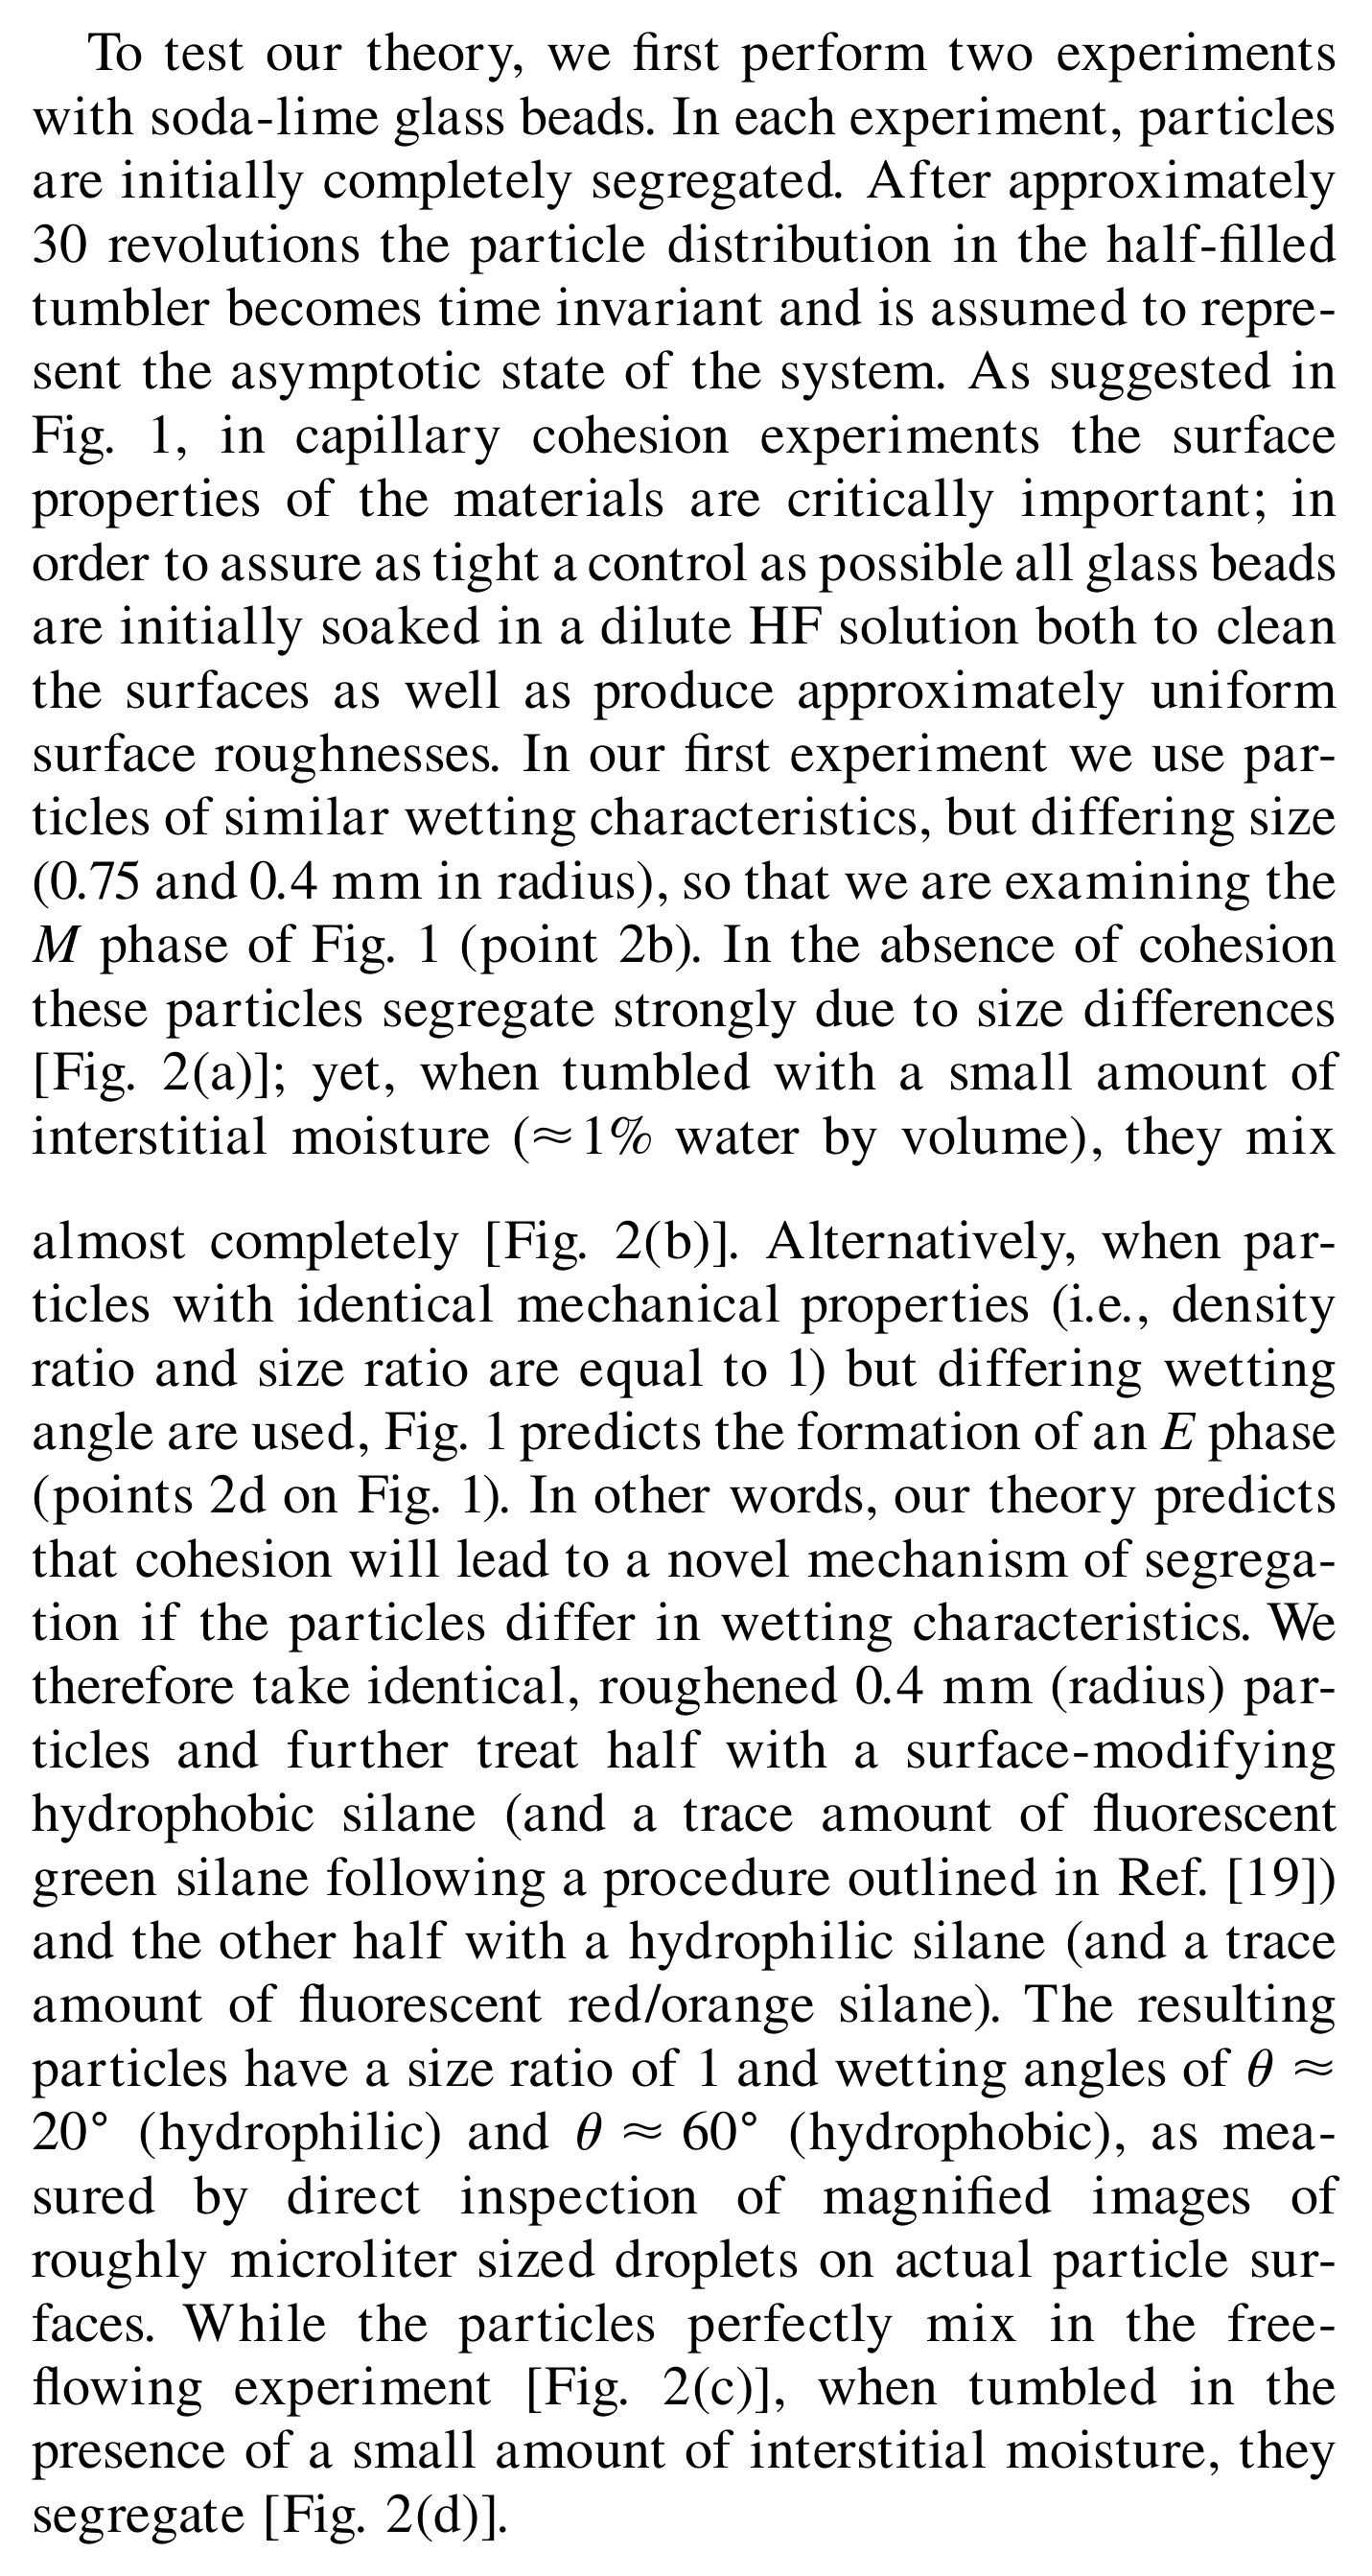 To test our theory, we first perform two experiments
with soda-lime glass beads. In each experiment, particles
are initially completely segregated. After approximately
30 revolutions the particle distribution in the half-filled
tumbler becomes time invariant and is assumed to repre-
sent the asymptotic state of the system. As suggested in
Fig. 1, in capillary cohesion experiments the surface
properties of the materials are critically important; in
order to assure as tight a control as possible all glass beads
are initially soaked in a dilute HF solution both to clean
the surfaces as well as produce approximately uniform
surface roughnesses. In our first experiment we use par-
ticles of similar wetting characteristics, but differing size
(0.75 and 0.4 mm in radius), so that we are examining the
M phase of Fig. 1 (point 2b). In the absence of cohesion
these particles segregate strongly due to size differences
[Fig. 2(a)]; yet, when tumbled with a small amount of
interstitial moisture (≈1% water by volume), they mix
almost completely [Fig. 2(b)]. Alternatively, when par-
ticles with identical mechanical properties (i.e., density
ratio and size ratio are equal to 1) but differing wetting
angle are used, Fig. 1 predicts the formation of an E phase
(points 2d on Fig. 1). In other words, our theory predicts
that cohesion will lead to a novel mechanism of segrega-
tion if the particles differ in wetting characteristics. We
therefore take identical, roughened 0.4 mm (radius) par-
ticles and further treat half with a surface-modifying
hydrophobic silane (and a trace amount of fluorescent
green silane following a procedure outlined in Ref. [19])
and the other half with a hydrophilic silane (and a trace
amount of fluorescent red/orange silane). The resulting
particles have a size ratio of 1 and wetting angles of θ ≈
20° (hydrophilic) and θ ≈ 60° (hydrophobic), as mea-
sured by direct inspection of magnified images of
roughly microliter sized droplets on actual particle sur-
faces. While the particles perfectly mix in the free-
flowing experiment [Fig. 2(c)], when tumbled in the
presence of a small amount of interstitial moisture, they
segregate [Fig. 2(d)].